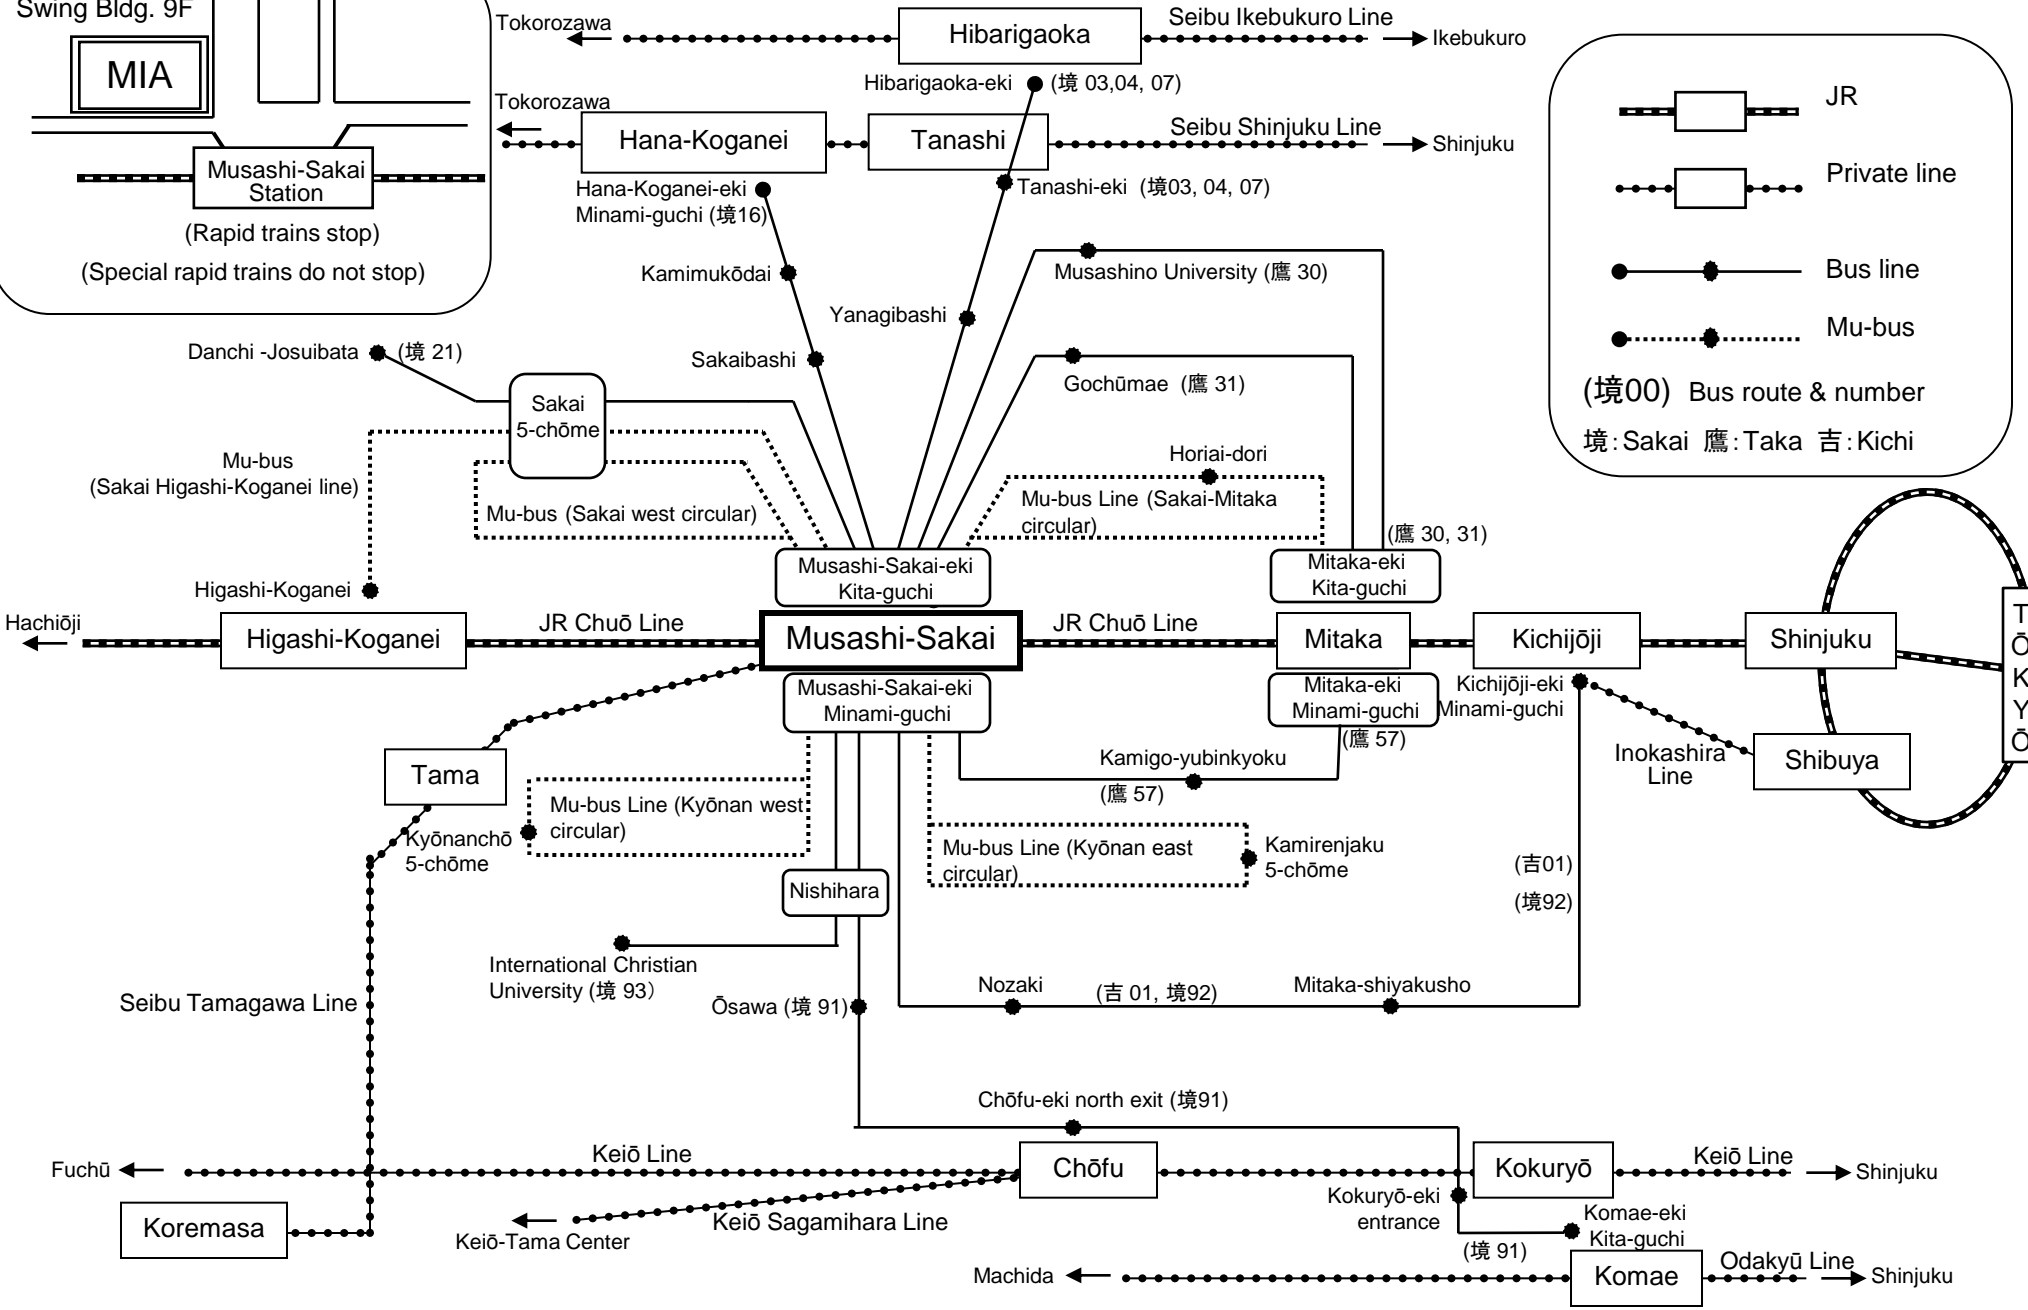 Swing Bldg. 9F
MIA
Musashi-Sakai
Station
(Rapid trains stop)
(Special rapid trains do not stop)
Tokorozawa
Hibarigaoka
Seibu Ikebukuro Line
Ikebukuro
Hibarigaoka-eki
(境 03,04, 07)
Tokorozawa
Hana-Koganei
Tanashi
Seibu Shinjuku Line
Shinjuku
Hana-Koganei-eki
Minami-guchi (境16)
Tanashi-eki (境03, 04, 07)
JR
Private line
Bus line
Mu-bus
(境00) Bus route & number
境:Sakai 鷹:Taka 吉:Kichi
Kamimukōdai
Musashino University (鷹 30)
Yanagibashi
Danchi -Josuibata
(境 21)
Sakaibashi
Gochūmae (鷹 31)
Sakai
5-chōme
Mu-bus
(Sakai Higashi-Koganei line)
Mu-bus (Sakai west circular)
Horiai-dori
Mu-bus Line (Sakai-Mitaka
circular)
(鷹 30, 31)
Musashi-Sakai-eki
Kita-guchi
Mitaka-eki
Kita-guchi
Higashi-Koganei
Hachiōji
Higashi-Koganei
JR Chuō Line
Musashi-Sakai
JR Chuō Line
Mitaka
Kichijōji
Shinjuku
T
Ō
K
Y
Ō
Musashi-Sakai-eki
Minami-guchi
Mitaka-eki
Minami-guchi
(鷹 57)
Kichijōji-eki
Minami-guchi
Inokashira
Line
Shibuya
Tama
Kamigo-yubinkyoku
(鷹 57)
Mu-bus Line (Kyōnan west
circular)
Kyōnanchō
5-chōme
Mu-bus Line (Kyōnan east
circular)
Kamirenjaku
5-chōme
(吉01)
(境92)
Nishihara
International Christian
University (境 93）
Seibu Tamagawa Line
Ōsawa (境 91)
Nozaki
(吉 01, 境92)
Mitaka-shiyakusho
Chōfu-eki north exit (境91)
Fuchū
Keiō Line
Chōfu
Kokuryō
Keiō Line
Shinjuku
Koremasa
Keiō-Tama Center
Keiō Sagamihara Line
Kokuryō-eki
entrance
Komae-eki
Kita-guchi
(境 91)
Machida
Komae
Odakyū Line
Shinjuku